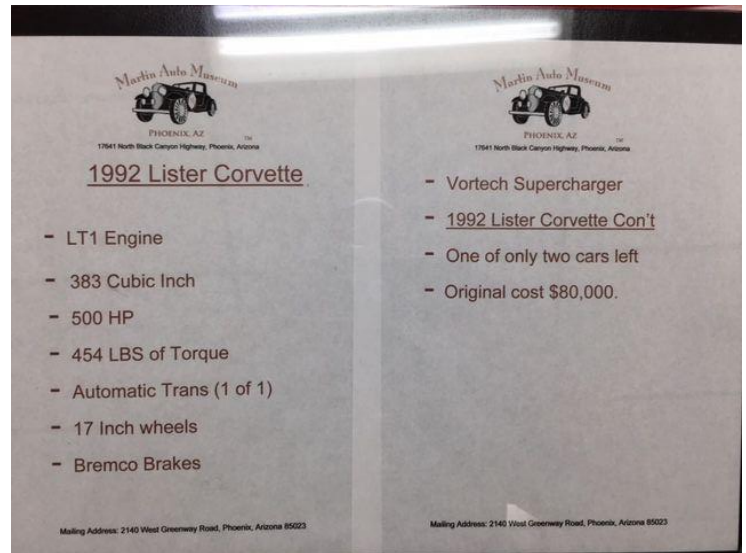 Martin Auto Museum
PHOENIX, AZ
TM
17641 North Black Canyon Highway, Phoenix, Arizona
1992 Lister Corvette
- LT1 Engine
- 383 Cubic Inch
- 500 HP
- 454 LBS of Torque
- Automatic Trans (1 of 1)
- 17 Inch wheels
- Bremco Brakes
Mailing Address: 2140 West Greenway Road, Phoenix, Arizona 85023
Martin Auto Museum
PHOENIX, AZ
TM
17641 North Black Canyon Highway, Phoenix, Arizona
- Vortech Supercharger
- 1992 Lister Corvette Con't
- One of only two cars left
- Original cost $80,000.
Mailing Address: 2140 West Greenway Road, Phoenix, Arizona 85023